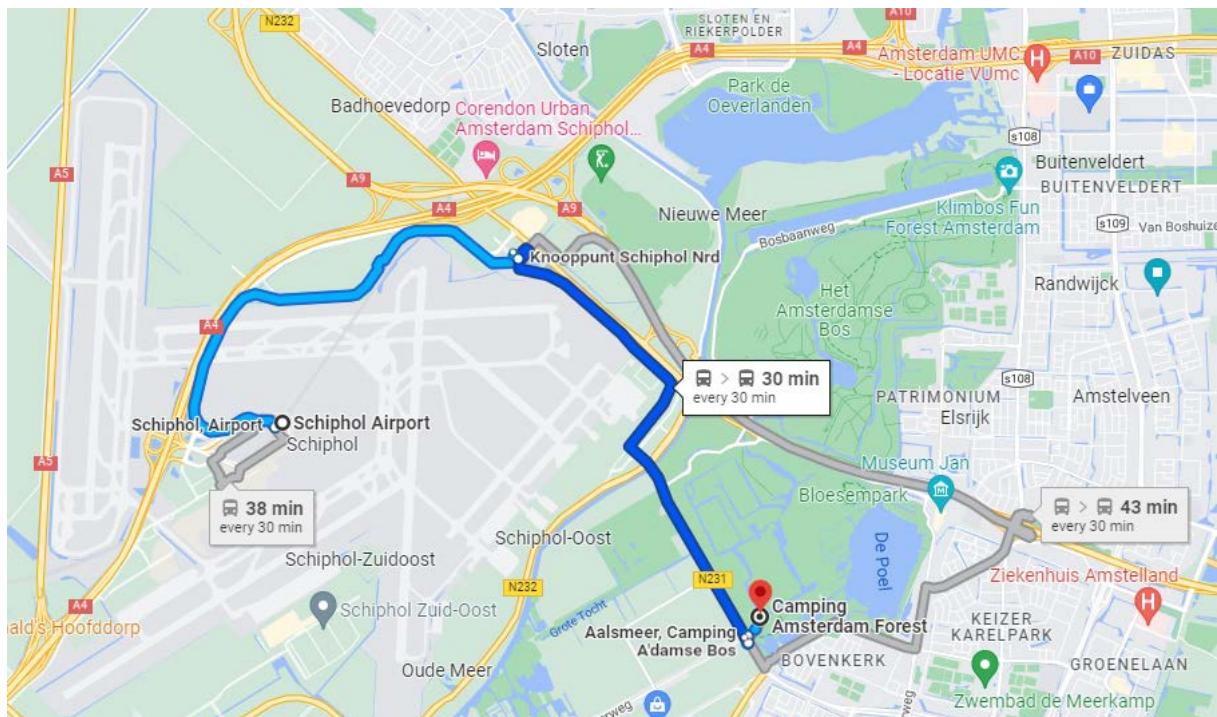 N232
SLOTEN EN
RIEKERPOLDER
A10
Sloten
A4
A4
Amsterdam-UMC
- Locatie VUmc
A10
ZUIDAS
Park de
Oeverlanden
Badhoevedorp
Corendon Urban
Amsterdam Schiphol...
s108
Buitenveldert
BUITENVELDERT
A5
A9
A4
A9
Nieuwe Meer
Klimbos Fun
Forest Amsterdam
s109
Van Boshuize
Bosbaanweg
Knooppunt Schiphol Nrd
Randwijck
Het
Amsterdamse
Bos
A4
30 min
every 30 min
s108
PATRIMONIUM
Elsrijk
Amstelveen
Schiphol, Airport
Schiphol Airport
Schiphol
A5
Museum Jan
Bloesempark
38 min
every 30 min
43 min
every 30 min
Schiphol-Oost
De Poel
Schiphol-Zuidoost
N232
N231
Ziekenhuis Amstelland
A4
Schiphol Zuid-Oost
Grote Tocht
Camping
Amsterdam Forest
ald's Hoofddorp
Aalsmeer, Camping
A'damse Bos
KEIZER
KARELPARK
Oude Meer
BOVENKERK
GROENELAAN
Zwembad de Meerkamp